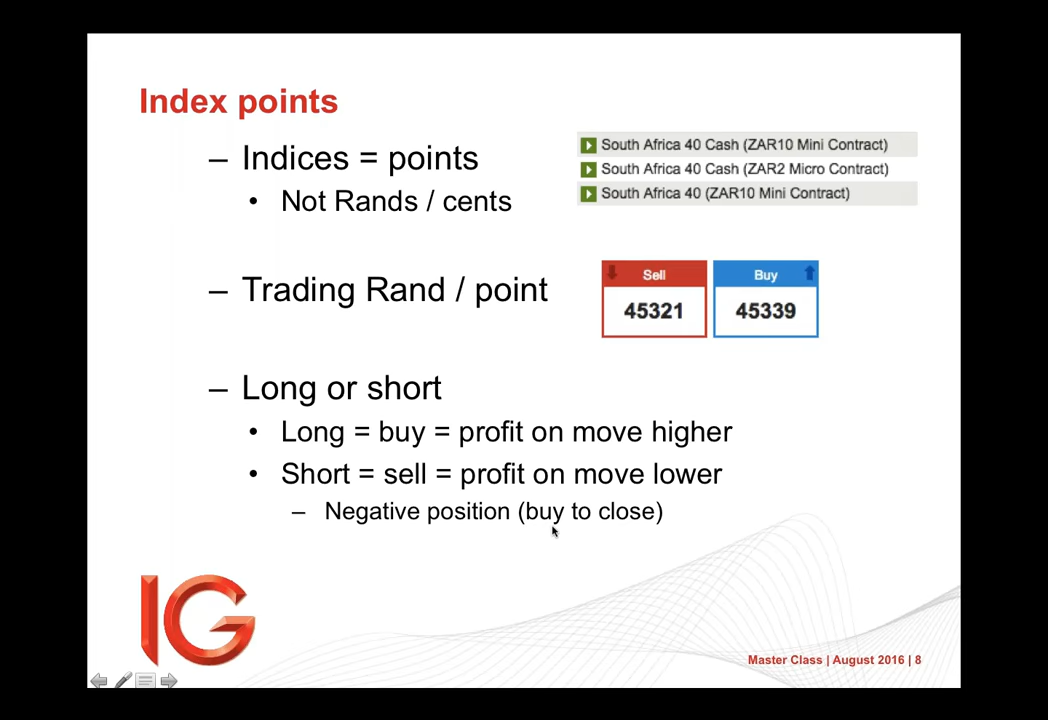 Index points
– Indices = points
• Not Rands / cents
South Africa 40 Cash (ZAR10 Mini Contract)
South Africa 40 Cash (ZAR2 Micro Contract)
South Africa 40 (ZAR10 Mini Contract)
– Trading Rand / point
Sell Buy
45321 45339
– Long or short
• Long = buy = profit on move higher
• Short = sell = profit on move lower
– Negative position (buy to close)
IG
Master Class | August 2016 | 8